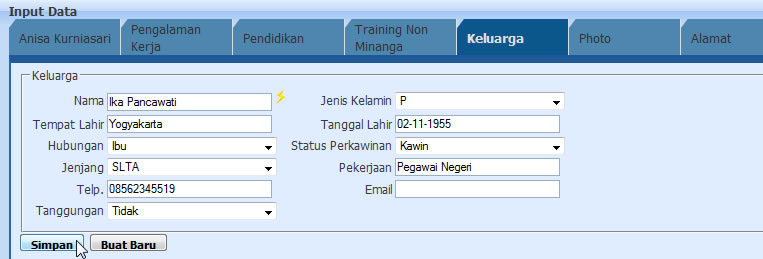 Input Data
Anisa Kurniasari
Pengalaman
Kerja
Pendidikan
Training Non
Minanga
Keluarga
Photo
Alamat
Keluarga
Nama Ika Pancawati Jenis Kelamin P
Tempat Lahir Yogyakarta Tanggal Lahir 02-11-1955
Hubungan Ibu Status Perkawinan Kawin
Jenjang SLTA Pekerjaan Pegawai Negeri
Telp. 08562345519 Email
Tanggungan Tidak
Simpan Buat Baru